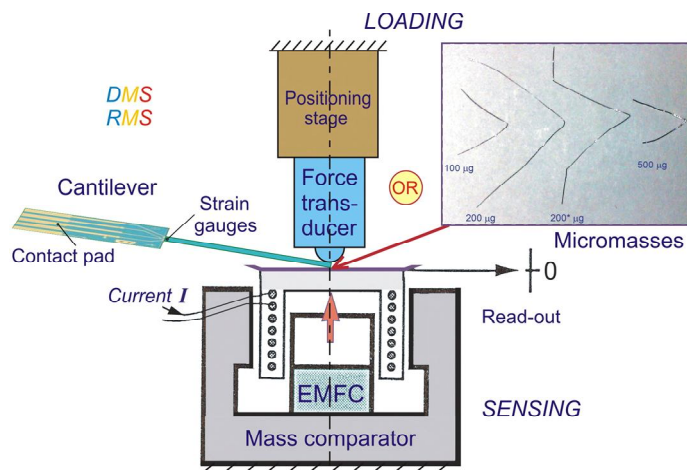 LOADING
DMS
RMS
Positioning
stage
Cantilever
Strain
gauges
Contact pad
Force
trans-
ducer
OR
100 µg
200 µg
200* µg
500 µg
Micromasses
Current I
0
Read-out
EMFC
Mass comparator
SENSING